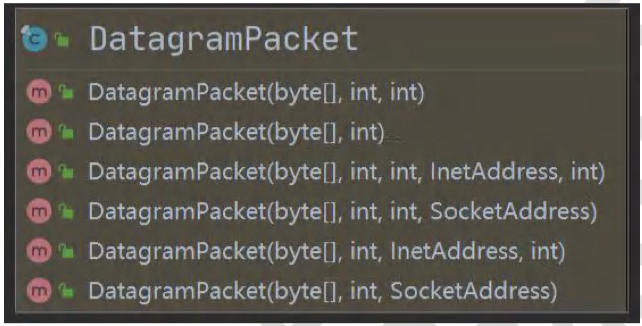 DatagramPacket
DatagramPacket(byte[], int, int)
DatagramPacket(byte[], int)
DatagramPacket(byte[], int, int, InetAddress, int)
DatagramPacket(byte[], int, int, SocketAddress)
DatagramPacket(byte[], int, InetAddress, int)
DatagramPacket(byte[], int, SocketAddress)